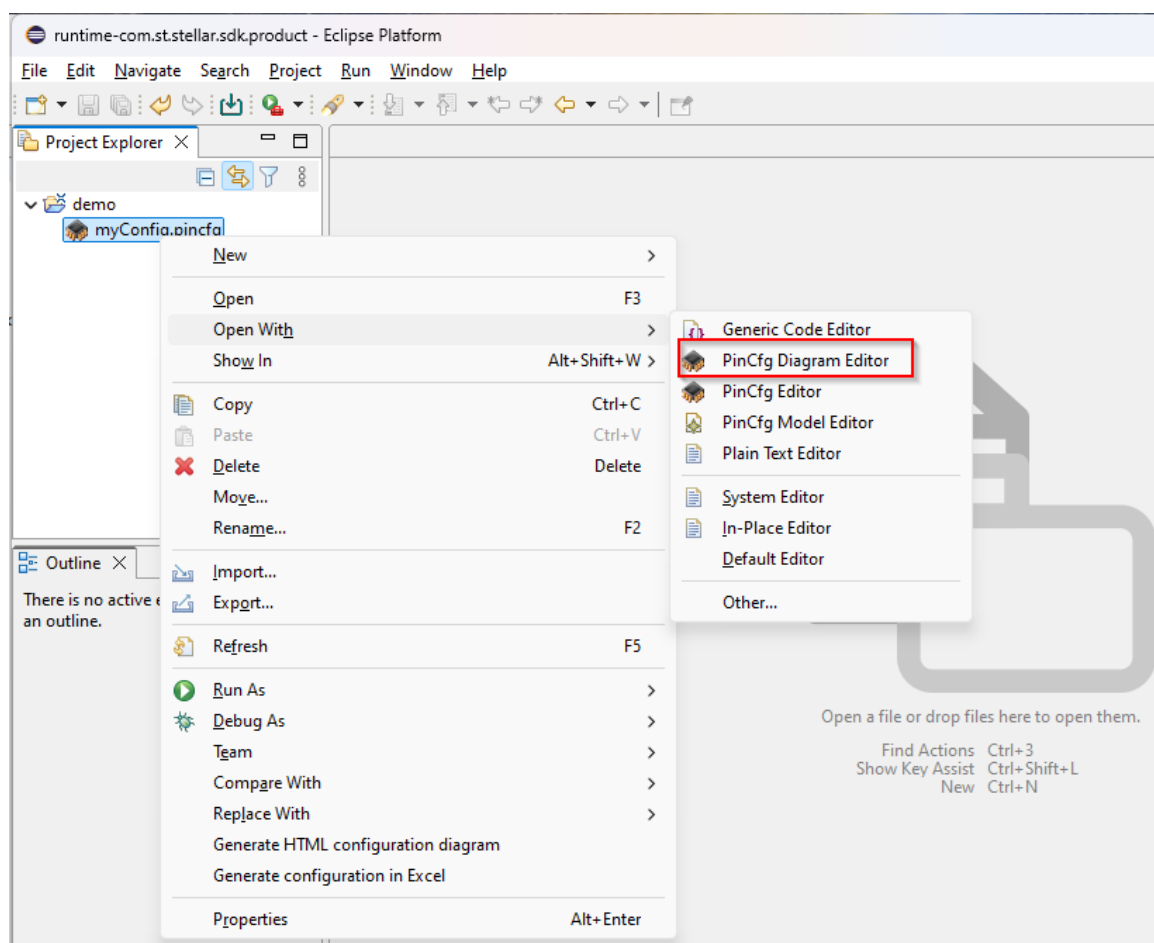 runtime-com.st.stellar.sdk.product - Eclipse Platform
File Edit Navigate Search Project Run Window Help
Project Explorer
demo
myConfig.pincfg
New
Open F3
Open With
Show In Alt+Shift+W
Copy Ctrl+C
Paste Ctrl+V
Delete Delete
Move...
Rename... F2
Import...
Export...
Refresh F5
Run As
Debug As
Team
Compare With
Replace With
Generate HTML configuration diagram
Generate configuration in Excel
Properties Alt+Enter
Generic Code Editor
PinCfg Diagram Editor
PinCfg Editor
PinCfg Model Editor
Plain Text Editor
System Editor
In-Place Editor
Default Editor
Other...
Outline
There is no active
an outline.
Open a file or drop files here to open them.
Find Actions Ctrl+3
Show Key Assist Ctrl+Shift+L
New Ctrl+N